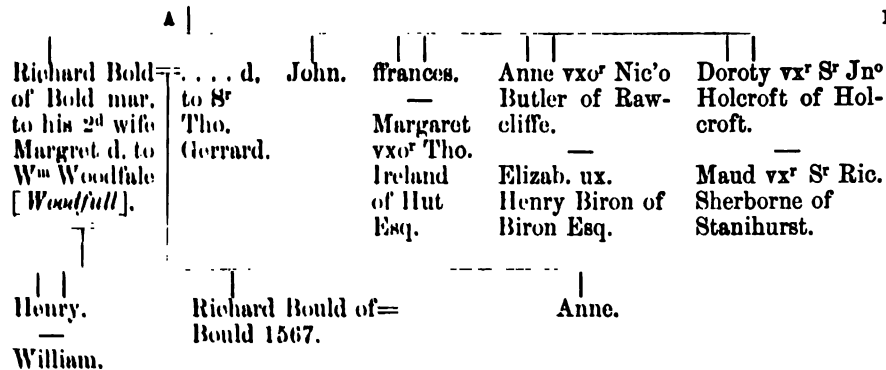 A
Richard Bold=
of Bold mar.
to his 2ᵈ wife
Margret d. to
Wᵐ Woodfale
[Woodfull].
. . . . d.
to Sʳ
Tho.
Gerrard.
John.
ffrances.
—
Margaret
vxoʳ Tho.
Ireland
of Hut
Esq.
Anne vxoʳ Nic'o
Butler of Raw-
cliffe.
—
Elizab. ux.
Henry Biron of
Biron Esq.
Doroty vxʳ Sʳ Jnᵒ
Holcroft of Hol-
croft.
—
Maud vxʳ Sʳ Ric.
Sherborne of
Stanihurst.
Henry.
—
William.
Richard Bould of=
Bould 1567.
Anne.